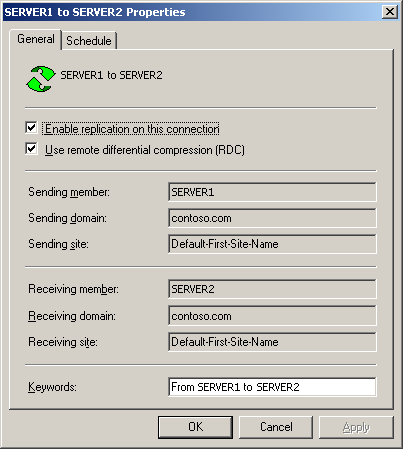 SERVER1 to SERVER2 Properties
General Schedule
SERVER1 to SERVER2
Enable replication on this connection
Use remote differential compression (RDC)
Sending member: SERVER1
Sending domain: contoso.com
Sending site: Default-First-Site-Name
Receiving member: SERVER2
Receiving domain: contoso.com
Receiving site: Default-First-Site-Name
Keywords: From SERVER1 to SERVER2
OK Cancel Apply